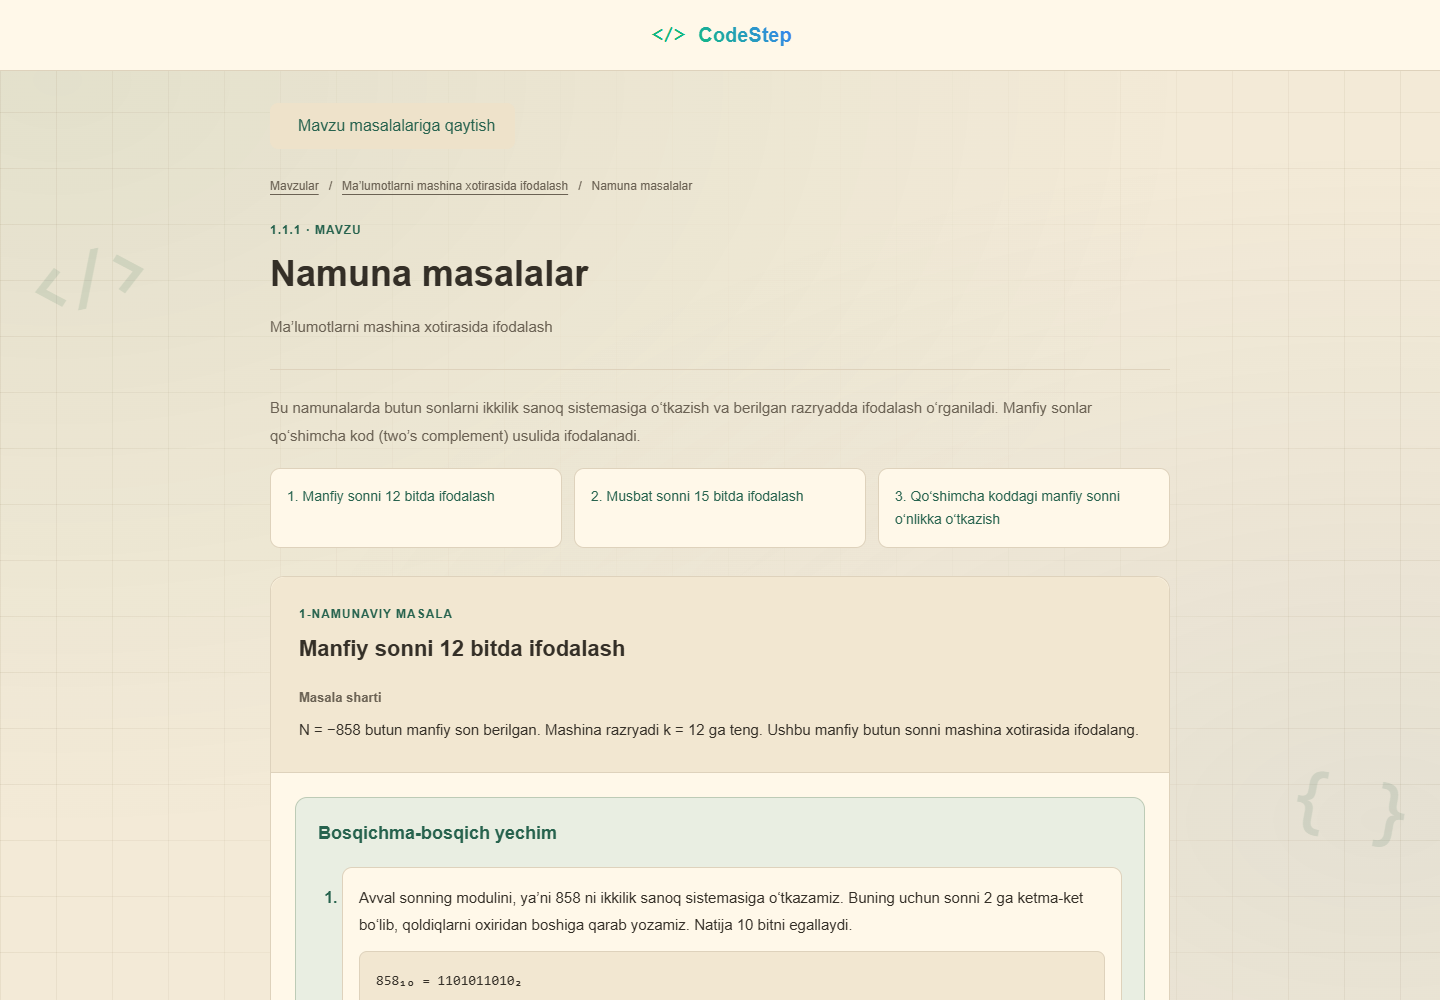 </> CodeStep
Mavzu masalalariga qaytish
Mavzular / Ma’lumotlarni mashina xotirasida ifodalash / Namuna masalalar
1.1.1 · MAVZU
Namuna masalalar
</>
Ma’lumotlarni mashina xotirasida ifodalash
Bu namunalarda butun sonlarni ikkilik sanoq sistemasiga o‘tkazish va berilgan razryadda ifodalash o‘rganiladi. Manfiy sonlar
qo‘shimcha kod (two’s complement) usulida ifodalanadi.
1. Manfiy sonni 12 bitda ifodalash
2. Musbat sonni 15 bitda ifodalash
3. Qo‘shimcha koddagi manfiy sonni
o‘nlikka o‘tkazish
1-NAMUNAVIY MASALA
Manfiy sonni 12 bitda ifodalash
Masala sharti
N = −858 butun manfiy son berilgan. Mashina razryadi k = 12 ga teng. Ushbu manfiy butun sonni mashina xotirasida ifodalang.
{ }
Bosqichma-bosqich yechim
1. Avval sonning modulini, ya’ni 858 ni ikkilik sanoq sistemasiga o‘tkazamiz. Buning uchun sonni 2 ga ketma-ket
bo‘lib, qoldiqlarni oxiridan boshiga qarab yozamiz. Natija 10 bitni egallaydi.
858₁₀ = 1101011010₂